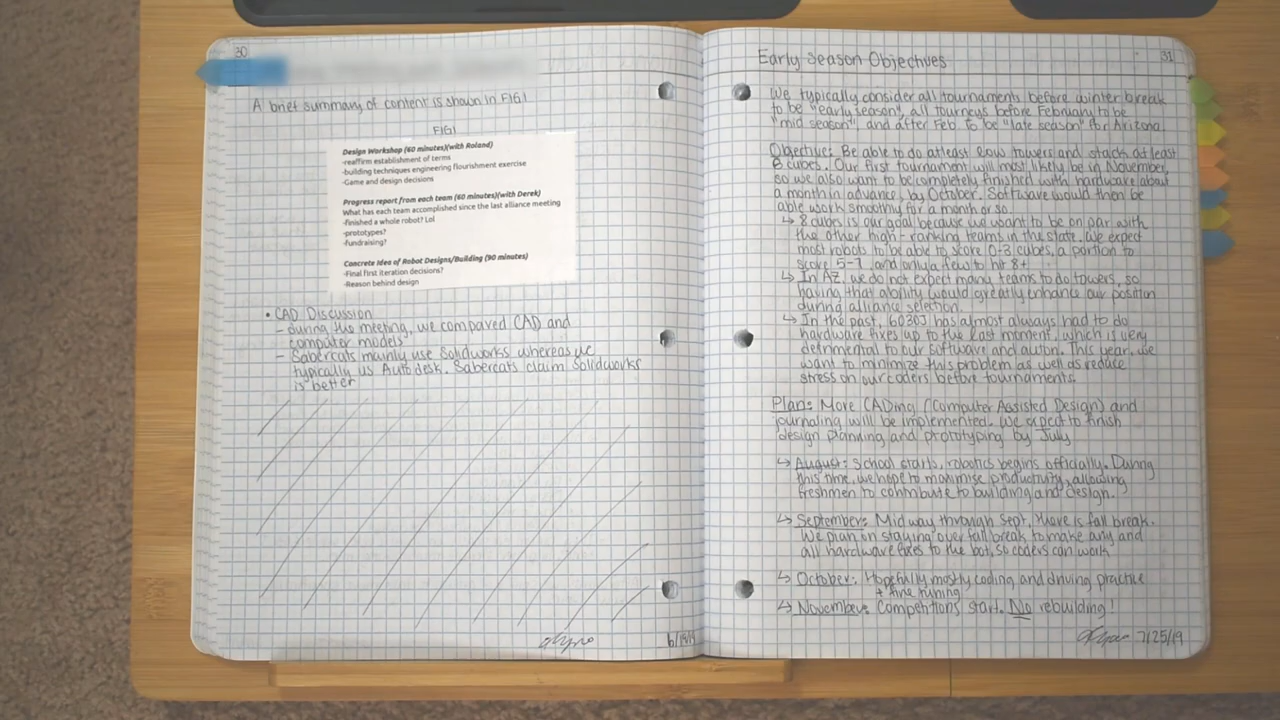 30
A brief summary of content is shown in FIG1
FIG1
Design Workshop (60 minutes)(with Roland)
-reaffirm establishment of terms
-building techniques engineering flourishment exercise
-Game and design decisions
Progress report from each team (60 minutes)(with Derek)
What has each team accomplished since the last alliance meeting
-finished a whole robot? Lol
-prototypes?
-fundraising?
Concrete Idea of Robot Designs/Building (90 minutes)
-Final first iteration decisions?
-Reason behind design
• CAD Discussion
- during the meeting, we compared CAD and
computer models
- Sabercats mainly use Solidworks whereas we
typically us Autodesk. Sabercats claim Solidworks
is better
Early Season Objectives
31
We typically consider all tournaments before winter break
to be "early season", all tourneys before February to be
"mid season", and after Feb. to be "late season" for Arizona.
Objective: Be able to do atleast low towers and stack at least
8 cubes. Our first tournament will most likely be in November,
so we also want to be completely finished with hardware about
a month in advance, by October. Software would then be
able work smoothly for a month or so.
↳ 8 cubes is our goal because we want to be on par with
the other high-ranking teams in the state. We expect
most robots to be able to score 0-3 cubes, a portion to
score 5-7, and only a few to hit 8+
↳ In AZ, we do not expect many teams to do towers, so
having that ability would greatly enhance our position
during alliance selection.
↳ In the past, 6030J has almost always had to do
hardware fixes up to the last moment, which is very
detrimental to our software and auton. This year, we
want to minimize this problem as well as reduce
stress on our coders before tournaments.
Plan: More CADing (Computer Assisted Design) and
journaling will be implemented. We expect to finish
design planning and prototyping by July
↳ August: School starts, robotics begins officially. During
this time, we hope to maximise productivity, allowing
freshmen to contribute to building and design.
↳ September: Mid way through Sept, there is fall break.
We plan on staying over fall break to make any and
all hardware fixes to the bot, so coders can work
↳ October: Hopefully mostly coding and driving practice
+ fine tuning
↳ November: Competitions start. No rebuilding!
7/25/19